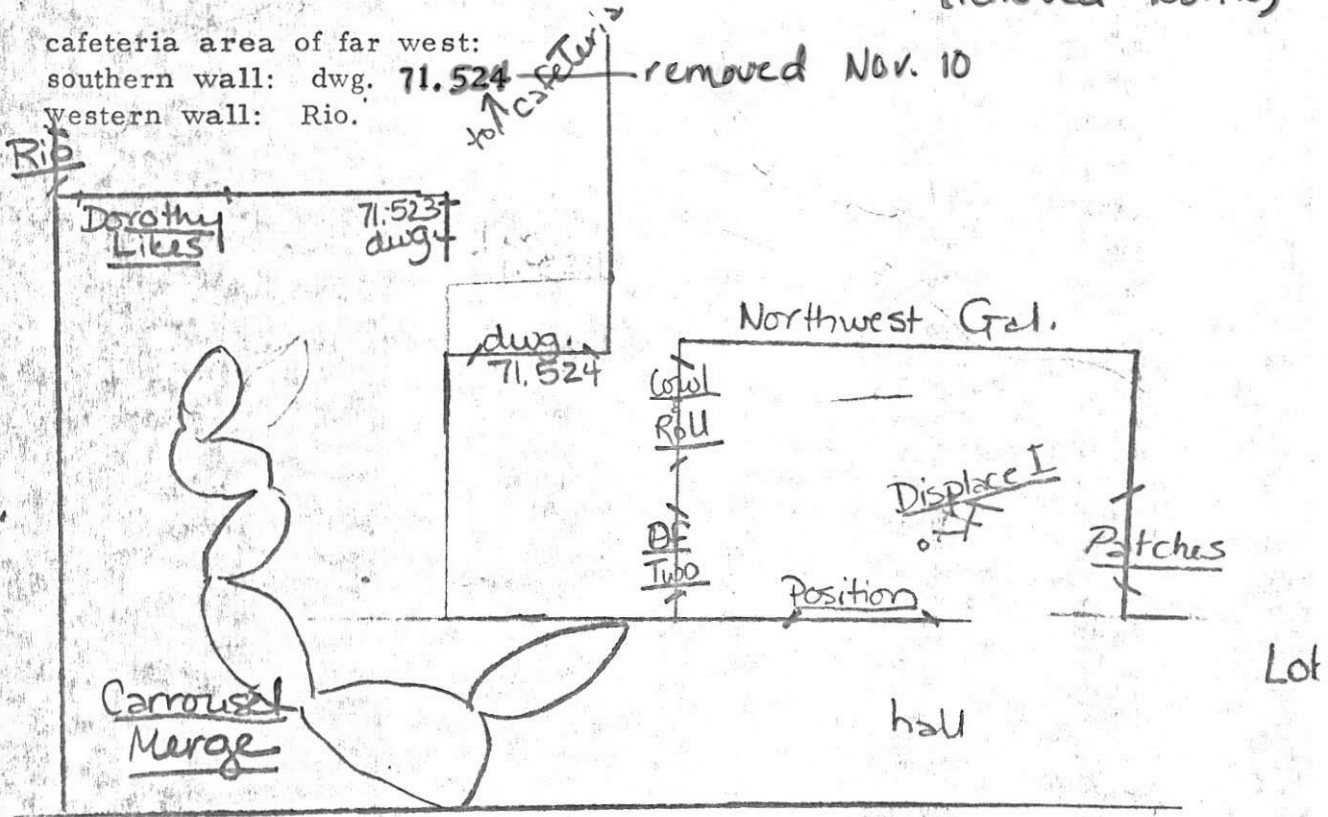 (removed
cafeteria area of far west:
southern wall: dwg. 71.524 removed Nov. 10
western wall: Rio.
to cafeteria
Rio
Dorothy
Likes
71.523
dwg
dwg.
71.524
Northwest Gal.
Cowl
Roll
Tubo
Displace I
Patches
Position
Carrousel
Merge
hall